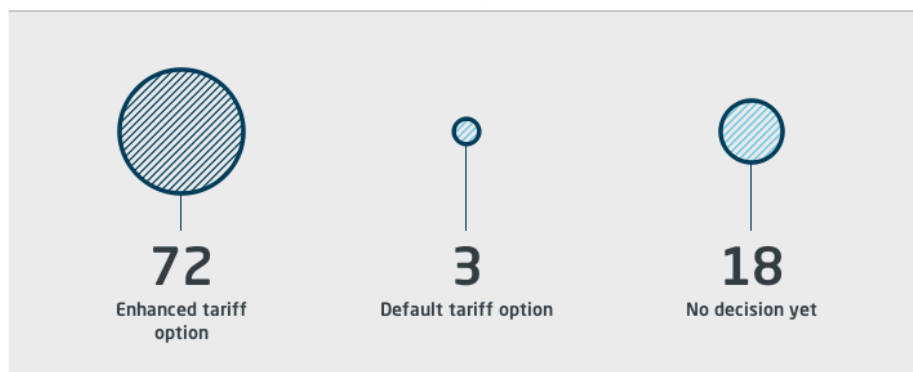 72
Enhanced tariff
option
3
Default tariff option
18
No decision yet